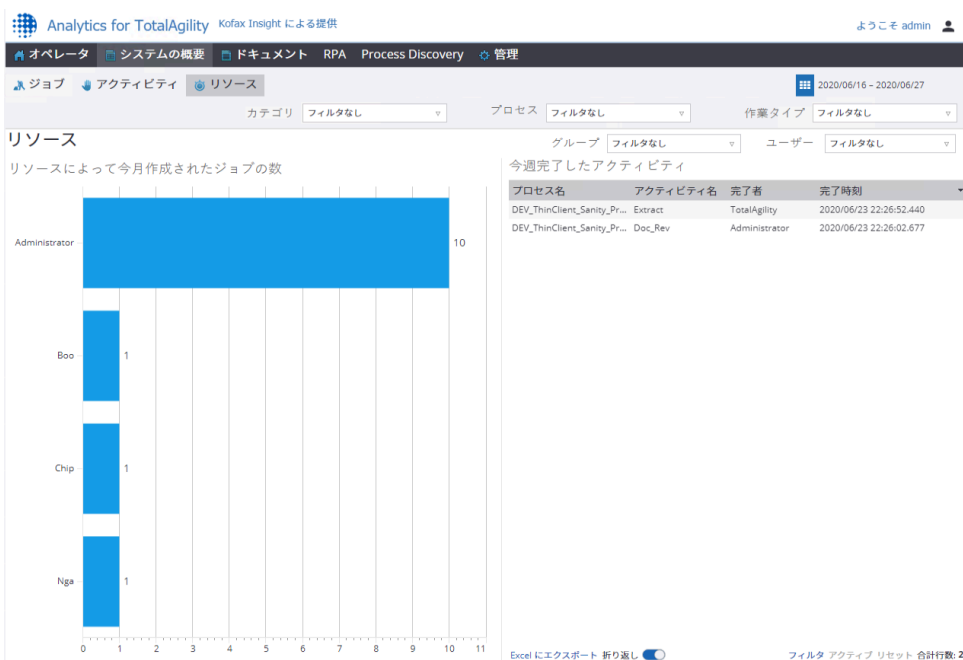 Analytics for TotalAgility Kofax Insight による提供 ようこそ admin
オペレータ システムの概要 ドキュメント RPA Process Discovery 管理
ジョブ アクティビティ リソース 2020/06/16 – 2020/06/27
カテゴリ フィルタなし プロセス フィルタなし 作業タイプ フィルタなし
リソース グループ フィルタなし ユーザー フィルタなし
リソースによって今月作成されたジョブの数
Administrator 10
Boo 1
Chip 1
Nga 1
0 1 2 3 4 5 6 7 8 9 10 11
今週完了したアクティビティ
プロセス名 アクティビティ名 完了者 完了時刻
DEV_ThinClient_Sanity_Pr... Extract TotalAgility 2020/06/23 22:26:52.440
DEV_ThinClient_Sanity_Pr... Doc_Rev Administrator 2020/06/23 22:26:02.677
Excel にエクスポート 折り返し フィルタ アクティブ リセット 合計行数: 2